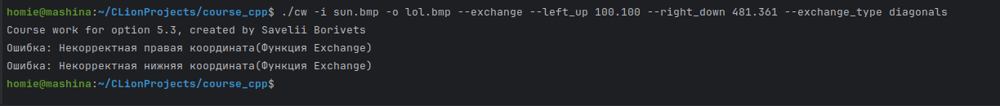 homie@mashina:~/CLionProjects/course_cpp$ ./cw -i sun.bmp -o lol.bmp --exchange --left_up 100.100 --right_down 481.361 --exchange_type diagonals
Course work for option 5.3, created by Savelii Borivets
Ошибка: Некорректная правая координата(Функция Exchange)
Ошибка: Некорректная нижняя координата(Функция Exchange)
homie@mashina:~/CLionProjects/course_cpp$